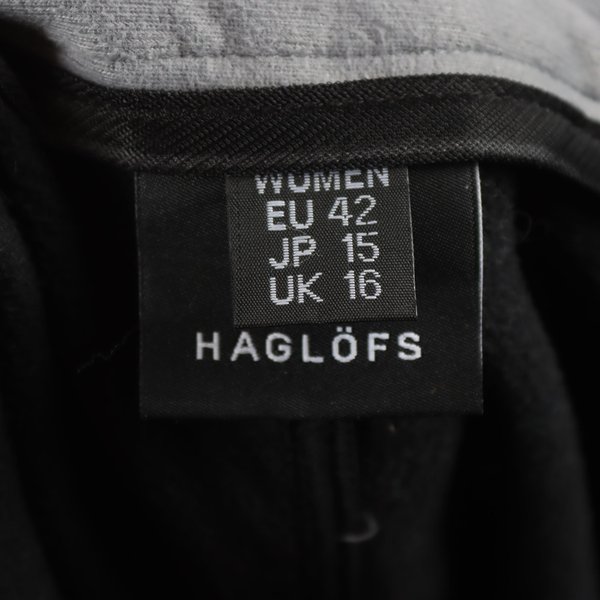 WOMEN
EU 42
JP 15
UK 16
HAGLÖFS